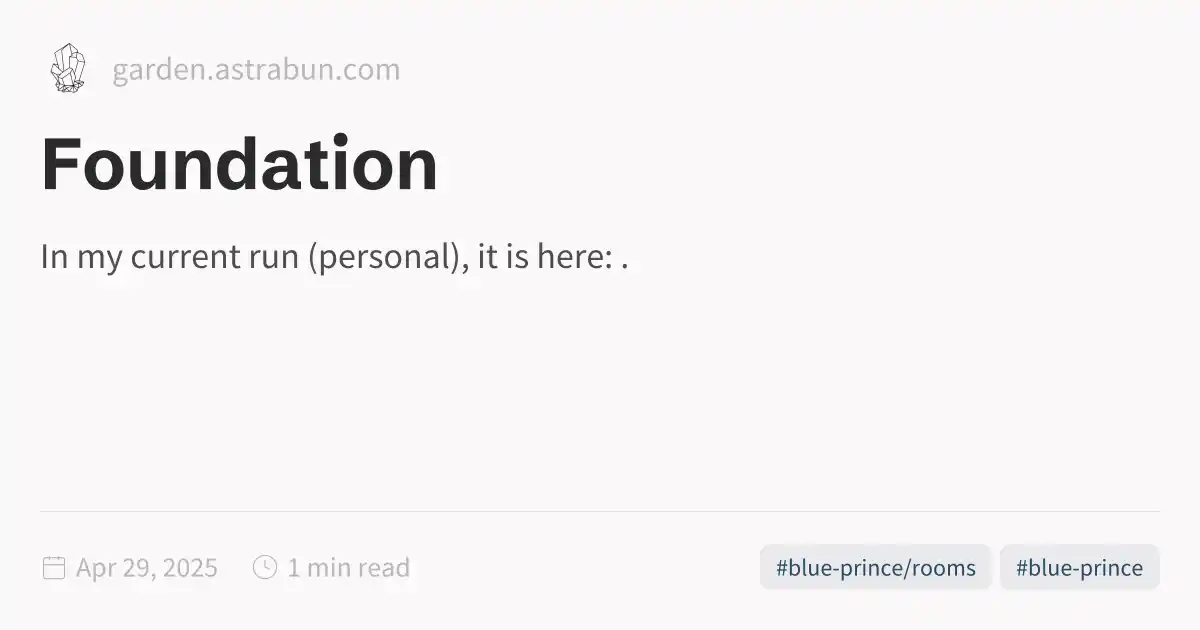 garden.astrabun.com
Foundation
In my current run (personal), it is here: .
Apr 29, 2025
1 min read
#blue-prince/rooms
#blue-prince